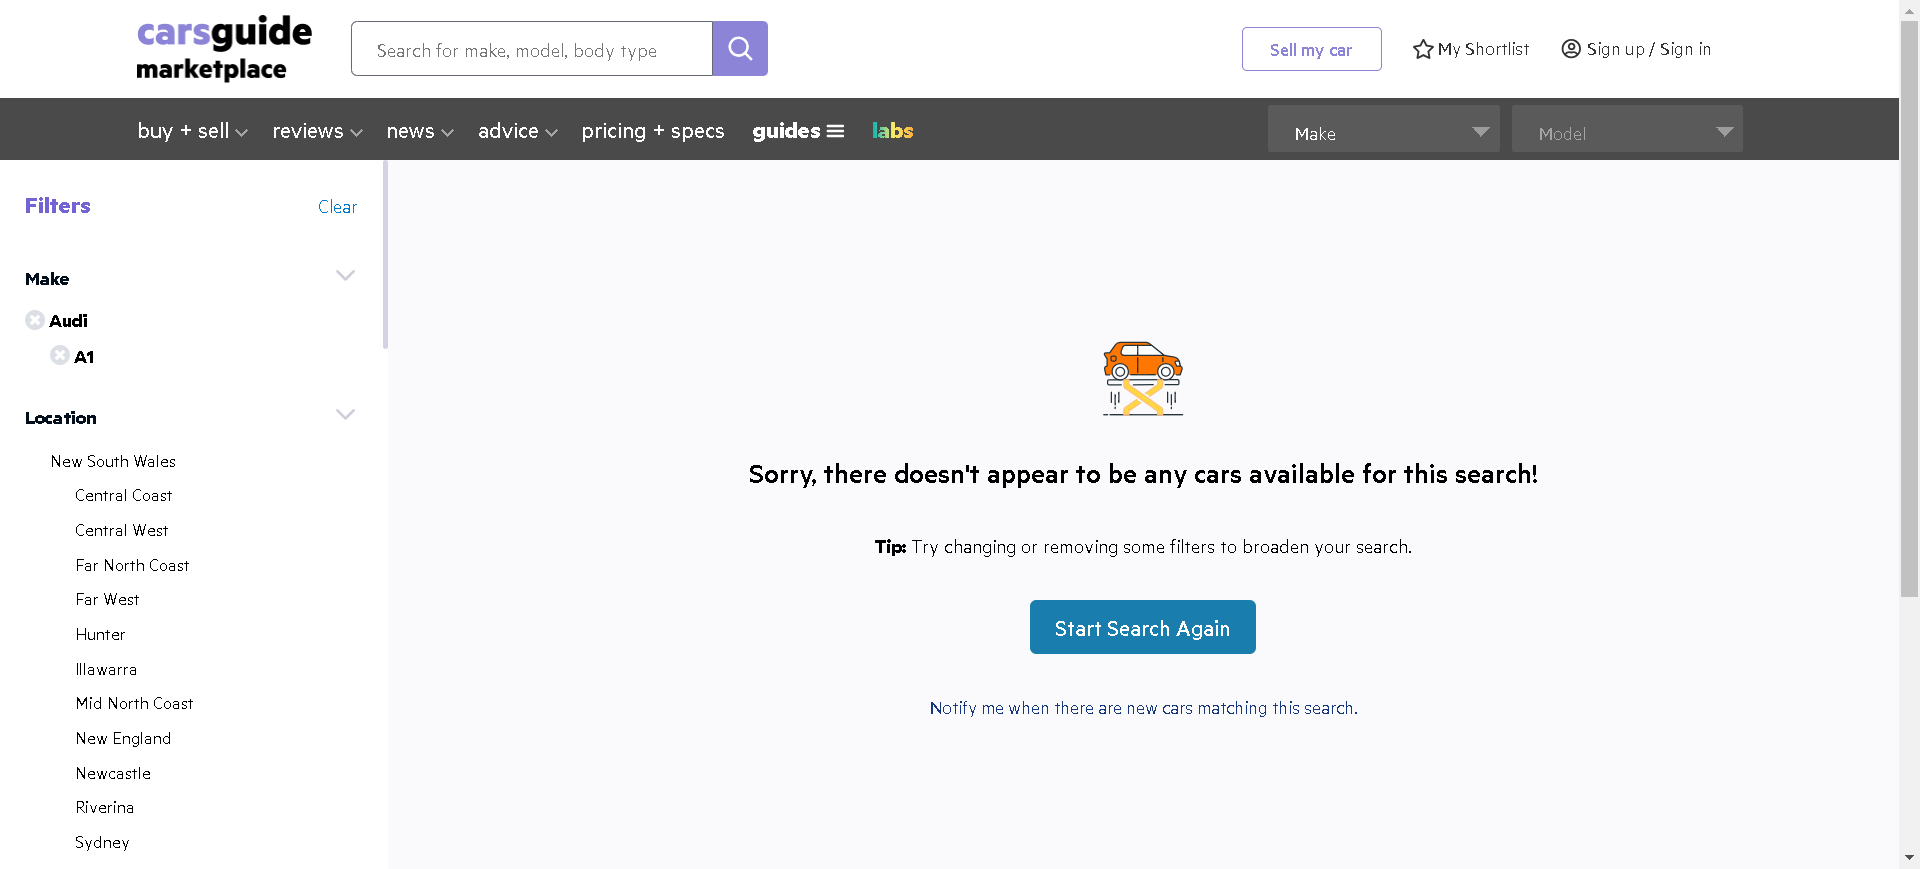 carsguide
marketplace
Search for make, model, body type
Sell my car
My Shortlist
Sign up / Sign in
buy + sell
reviews
news
advice
pricing + specs
guides
labs
Make
Model
Filters
Clear
Make
Audi
A1
Location
New South Wales
Central Coast
Central West
Far North Coast
Far West
Hunter
Illawarra
Mid North Coast
New England
Newcastle
Riverina
Sydney
Sorry, there doesn't appear to be any cars available for this search!
Tip: Try changing or removing some filters to broaden your search.
Start Search Again
Notify me when there are new cars matching this search.